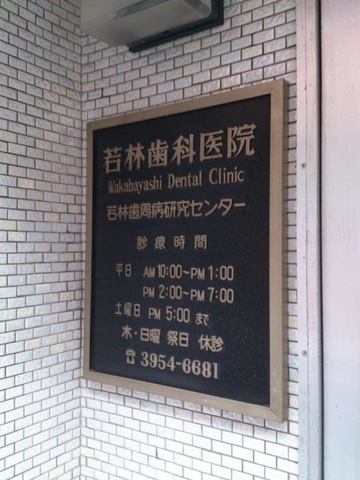 若林歯科医院
Wakabayashi Dental Clinic
若林歯周病研究センター
診療時間
平日 AM 10:00~PM 1:00
PM 2:00~PM 7:00
土曜日 PM 5:00 まで
木・日曜 祭日 休診
☎3954-6681